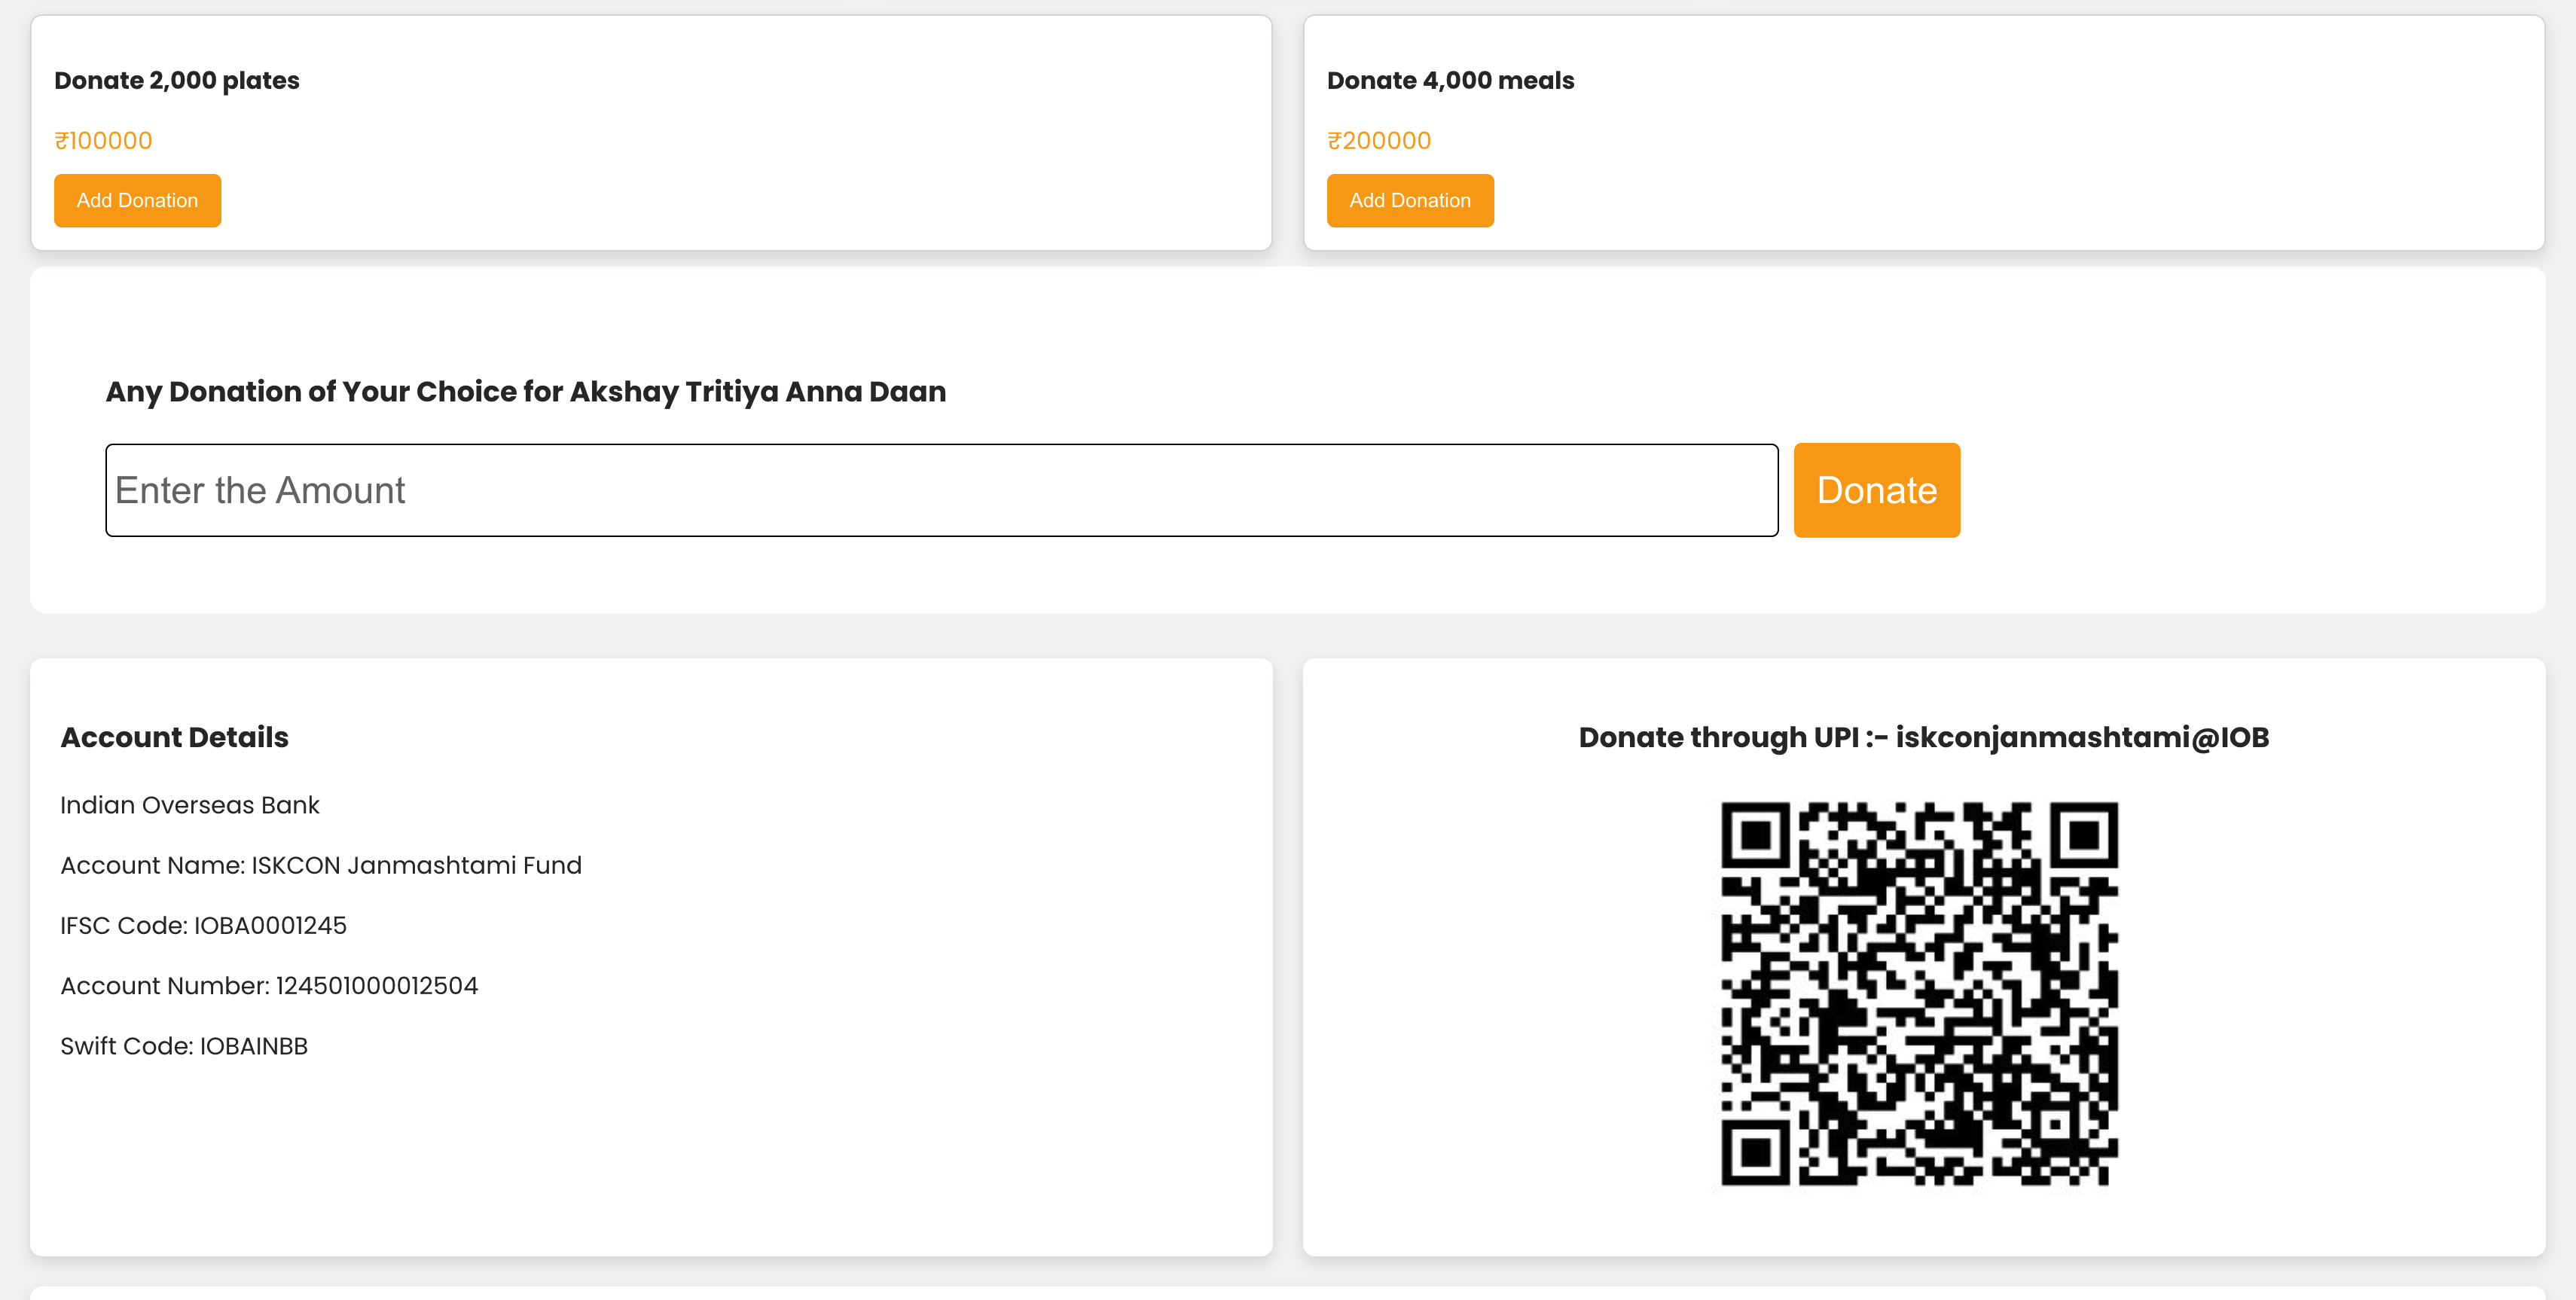 Donate 2,000 plates
₹100000
Add Donation
Donate 4,000 meals
₹200000
Add Donation
Any Donation of Your Choice for Akshay Tritiya Anna Daan
Enter the Amount
Donate
Account Details
Indian Overseas Bank
Account Name: ISKCON Janmashtami Fund
IFSC Code: IOBA0001245
Account Number: 124501000012504
Swift Code: IOBAINBB
Donate through UPI :- iskconjanmashtami@IOB